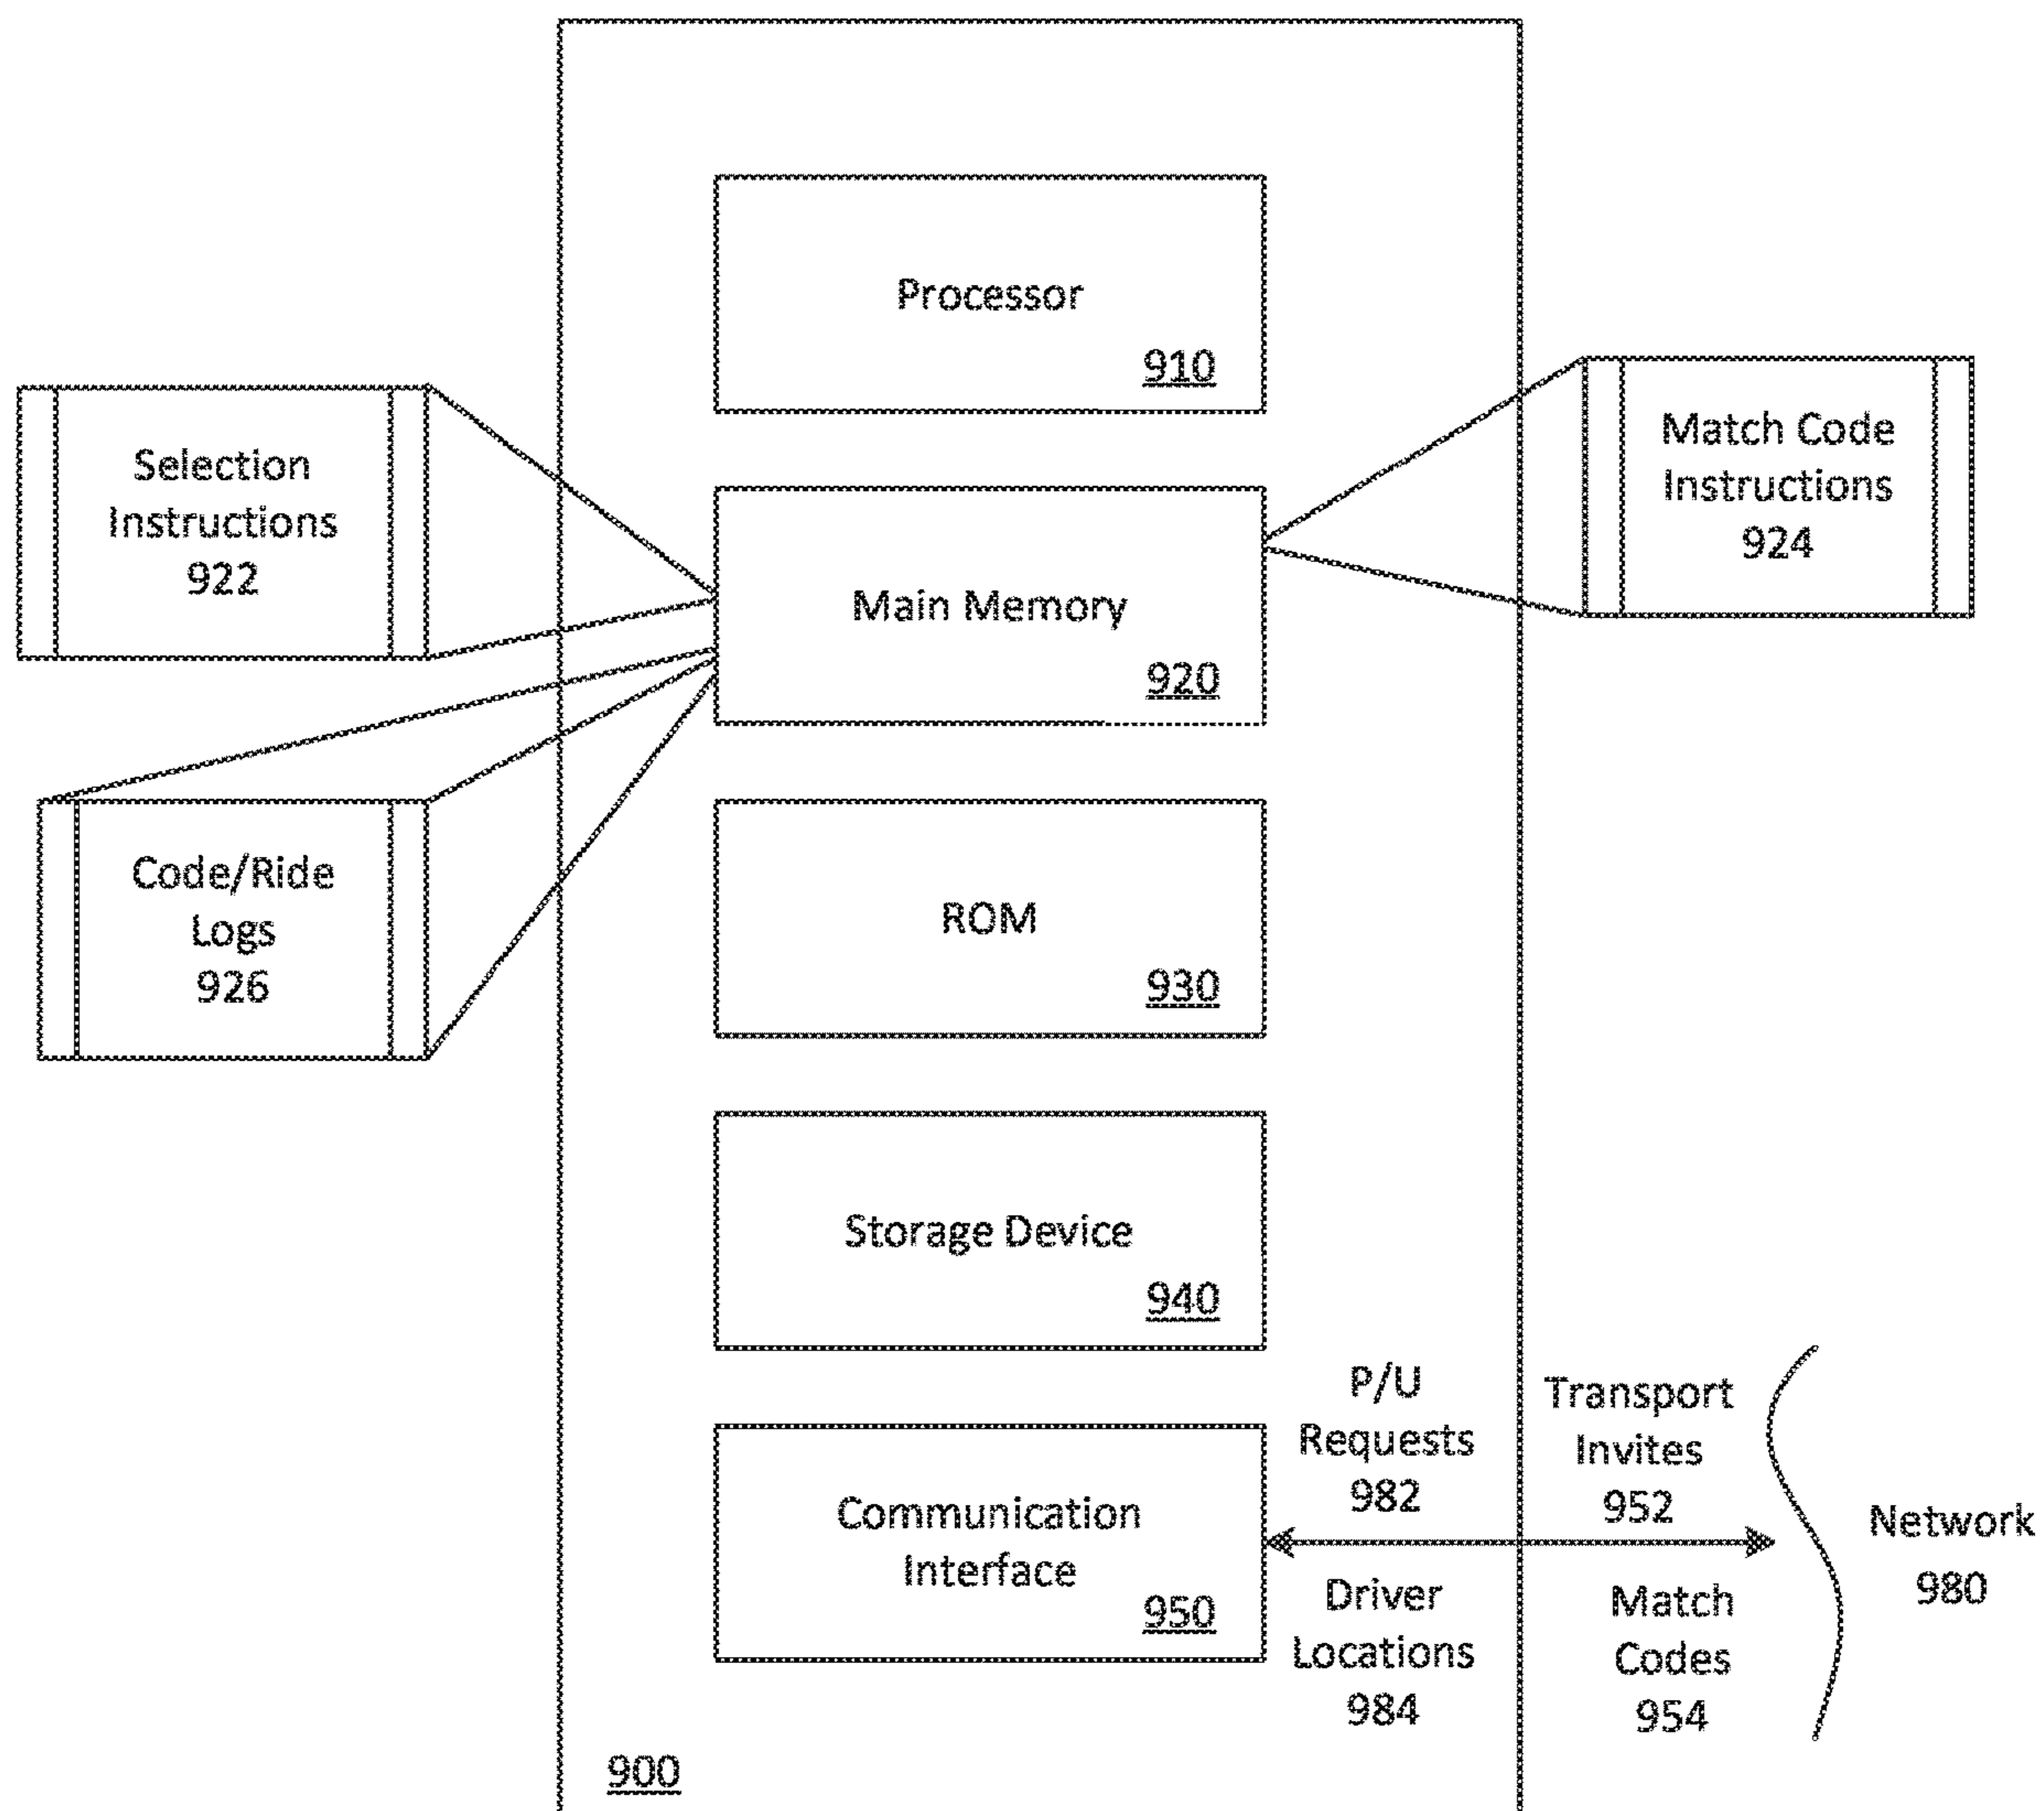 Processor
910
Selection
Instructions
922
Match Code
Instructions
924
Main Memory
920
Code/Ride
Logs
926
ROM
930
Storage Device
940
Communication
Interface
950
P/U
Requests
982
Transport
Invites
952
Driver
Locations
984
Match
Codes
954
Network
980
900